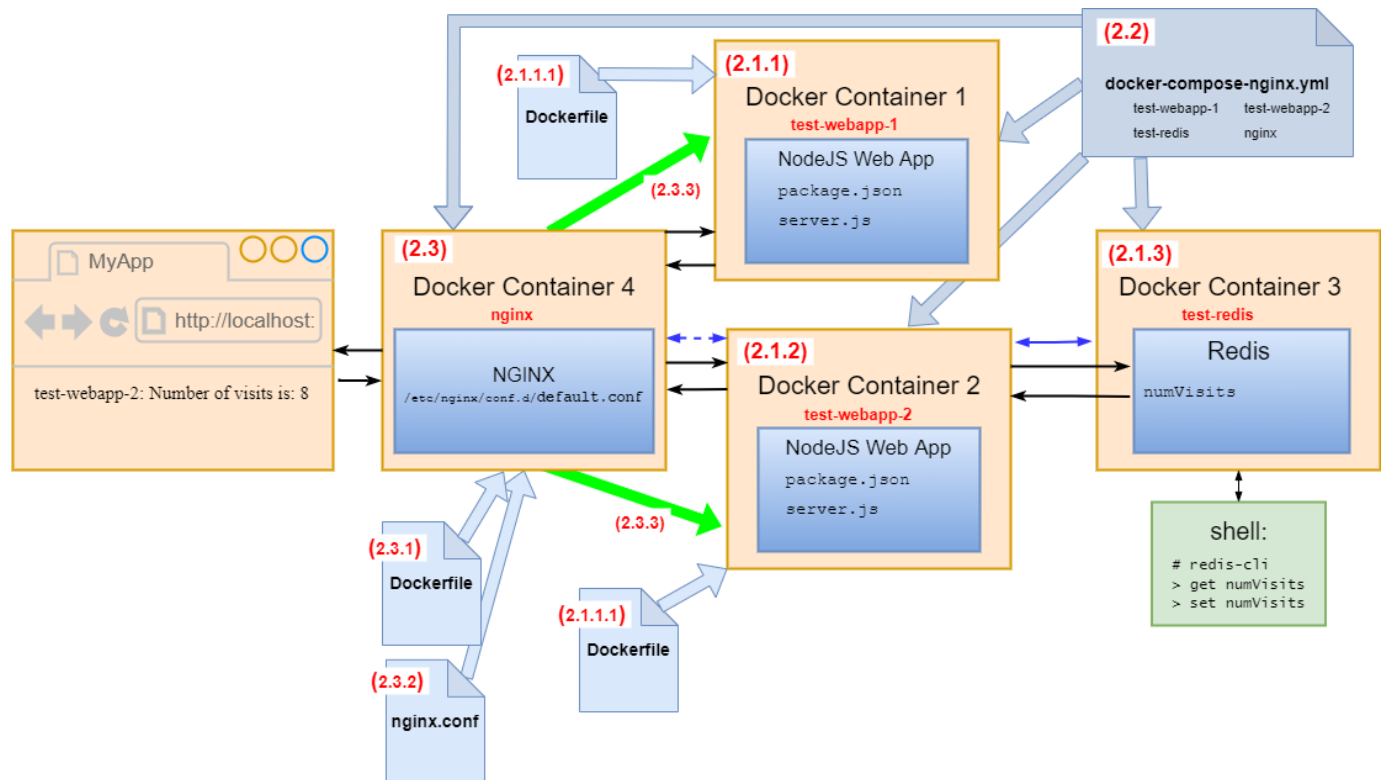 (2.2)
docker-compose-nginx.yml
test-webapp-1 test-webapp-2
test-redis nginx
(2.1.1.1)
Dockerfile
(2.1.1)
Docker Container 1
test-webapp-1
NodeJS Web App
package.json
server.js
(2.3.3)
MyApp
http://localhost:
test-webapp-2: Number of visits is: 8
(2.3)
Docker Container 4
nginx
NGINX
/etc/nginx/conf.d/default.conf
(2.1.2)
Docker Container 2
test-webapp-2
NodeJS Web App
package.json
server.js
(2.1.3)
Docker Container 3
test-redis
Redis
numVisits
(2.3.3)
(2.3.1)
Dockerfile
(2.3.2)
nginx.conf
(2.1.1.1)
Dockerfile
shell:
# redis-cli
> get numVisits
> set numVisits